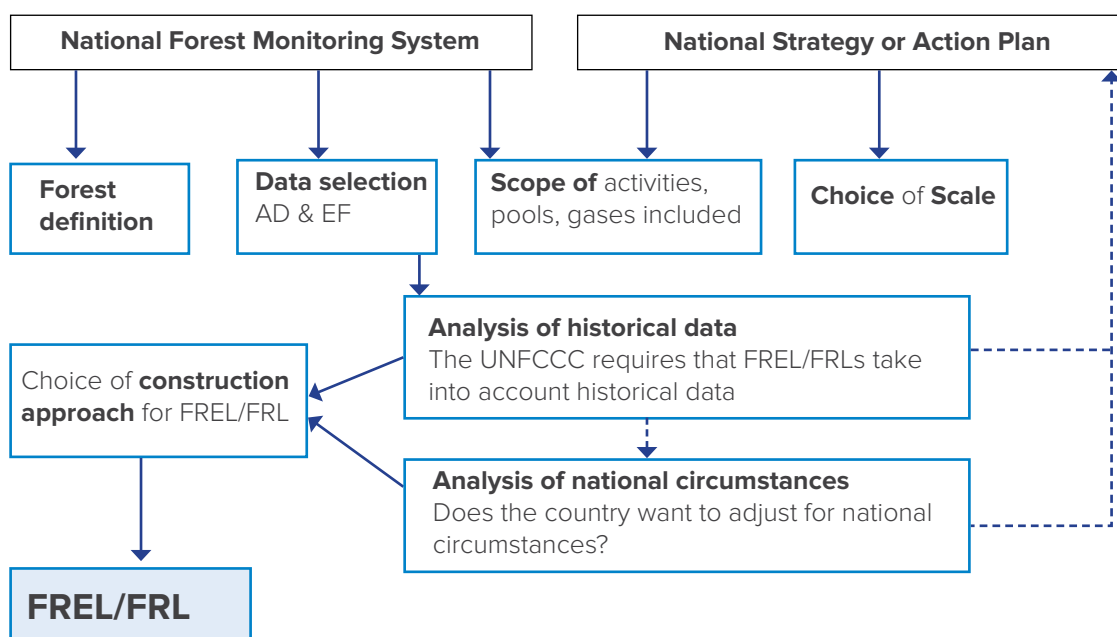 National Forest Monitoring System
National Strategy or Action Plan
Forest
definition
Data selection
AD & EF
Scope of activities,
pools, gases included
Choice of Scale
Analysis of historical data
The UNFCCC requires that FREL/FRLs take
into account historical data
Choice of construction
approach for FREL/FRL
Analysis of national circumstances
Does the country want to adjust for national
circumstances?
FREL/FRL